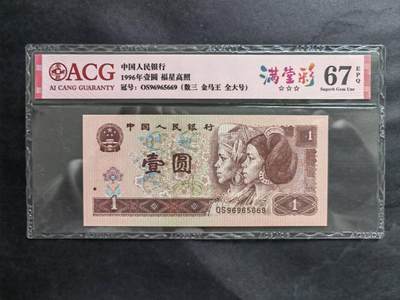 ACG
AI CANG GUARANTY
中国人民银行
1996年壹圆 福星高照
冠号：OS96965669（数三 金马王 全大号）
满堂彩
67 EPQ
Superb Gem Unc
中国人民银行
1
壹圆
OS96965669
1
1